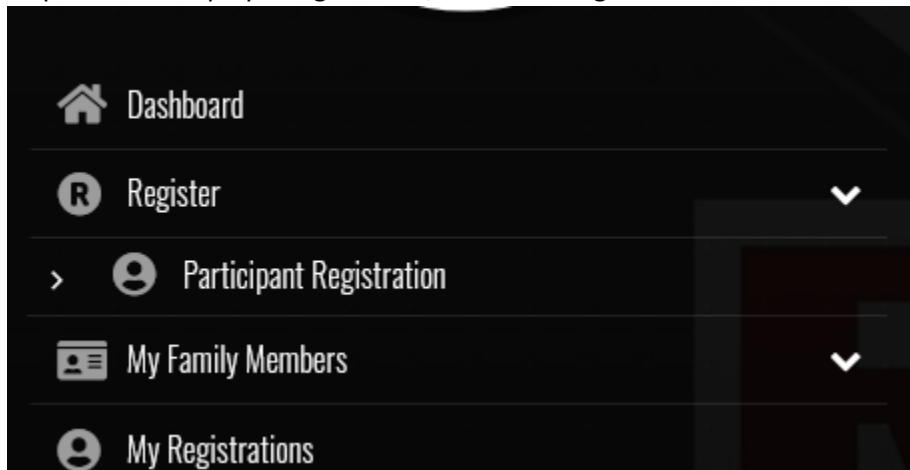 Dashboard
Register
Participant Registration
My Family Members
My Registrations